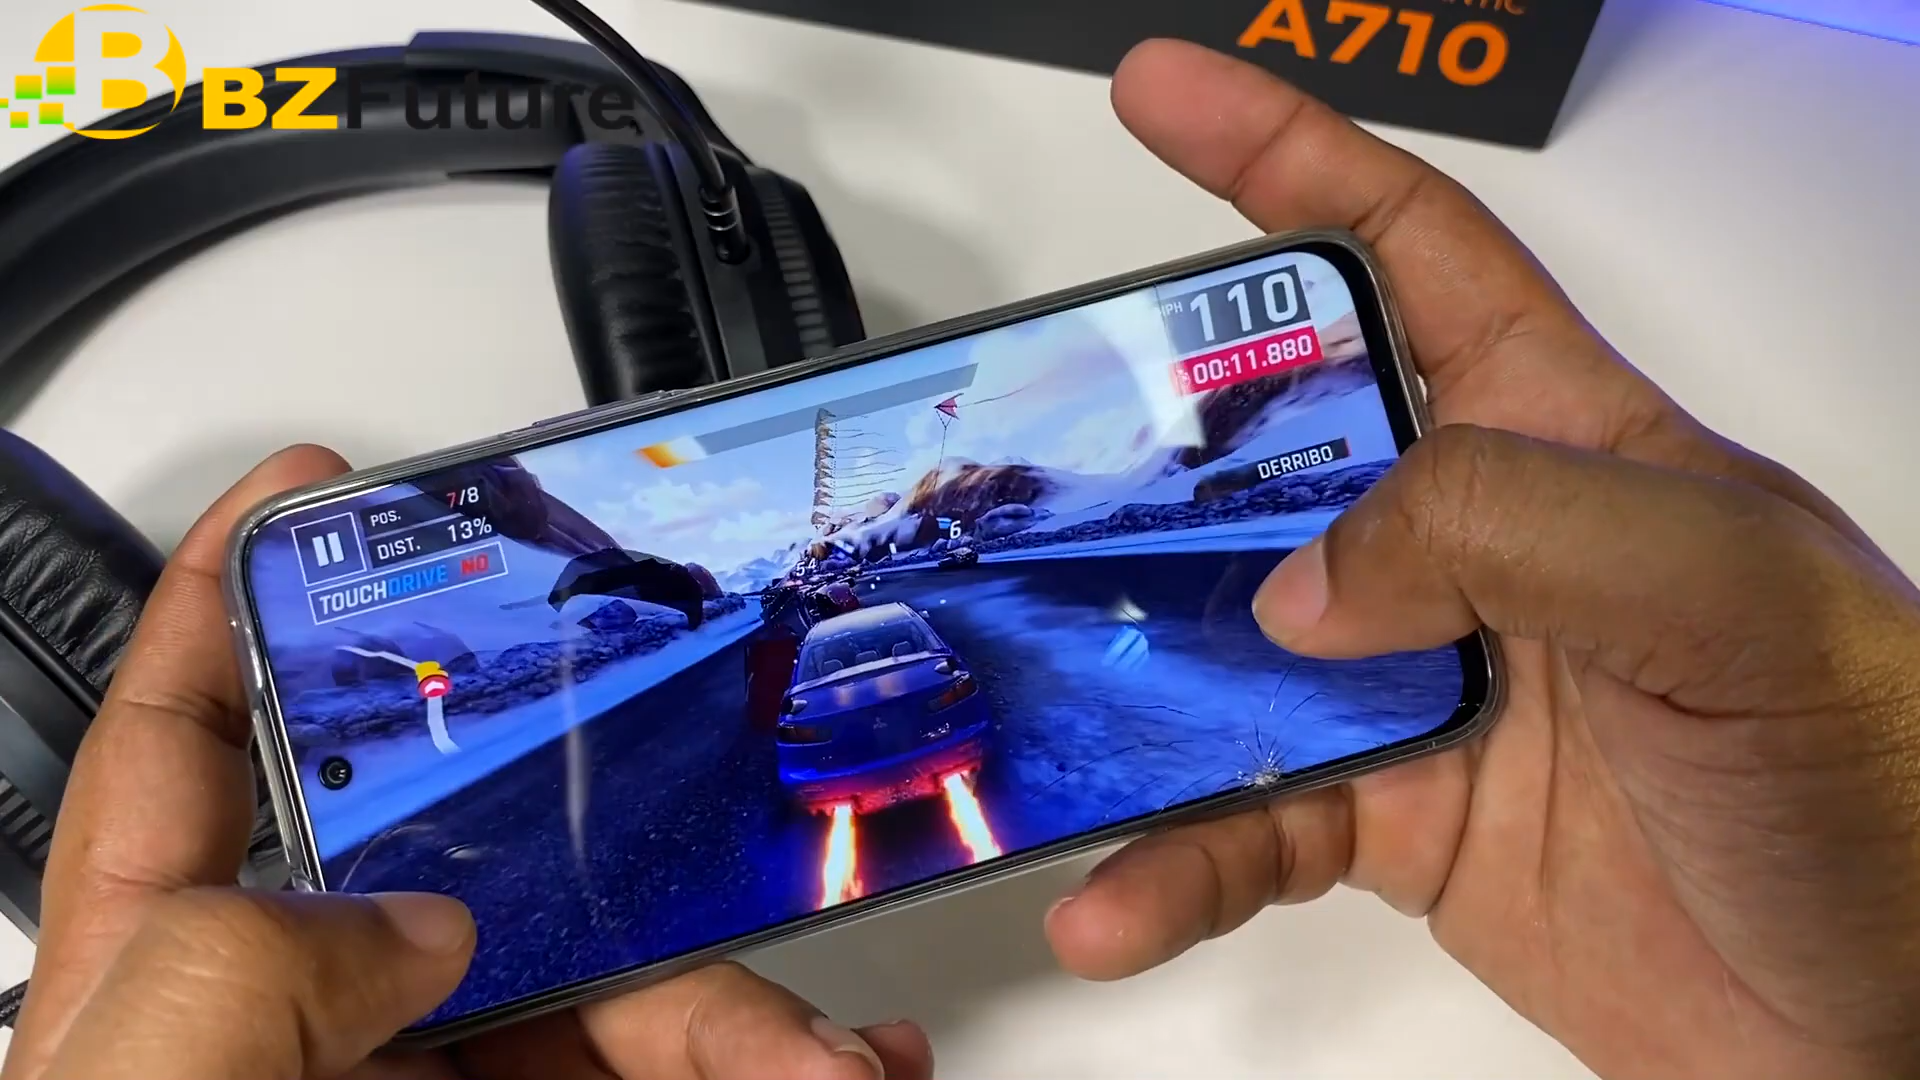 BZFuture
A710
MPH 110
00:11.880
POS. 7/8
DIST. 13%
TOUCHDRIVE NO
DERRIBO
6
54